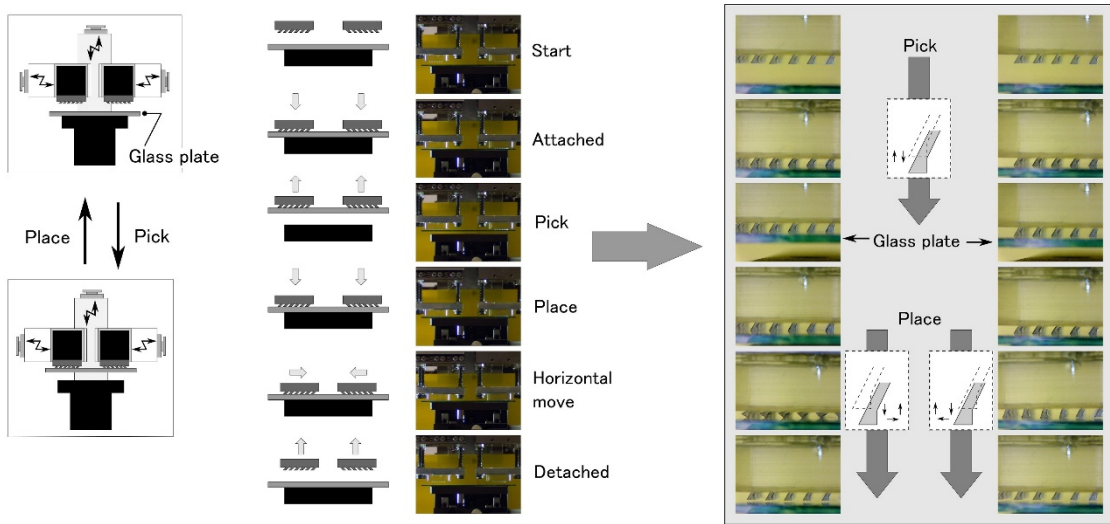 Glass plate
Place
Pick
Start
Attached
Pick
Place
Horizontal
move
Detached
Pick
Glass plate
Place